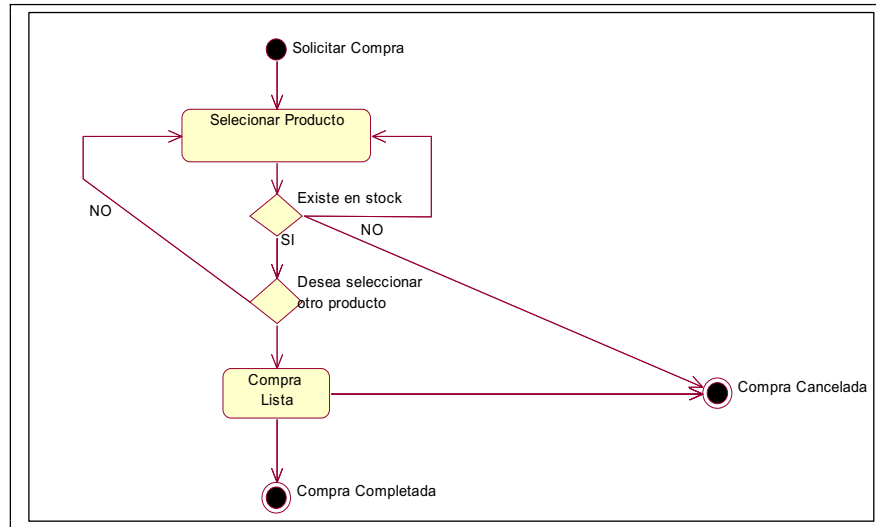 Solicitar Compra
Selecionar Producto
Existe en stock
NO
NO
SI
Desea seleccionar
otro producto
Compra
Lista
Compra Cancelada
Compra Completada